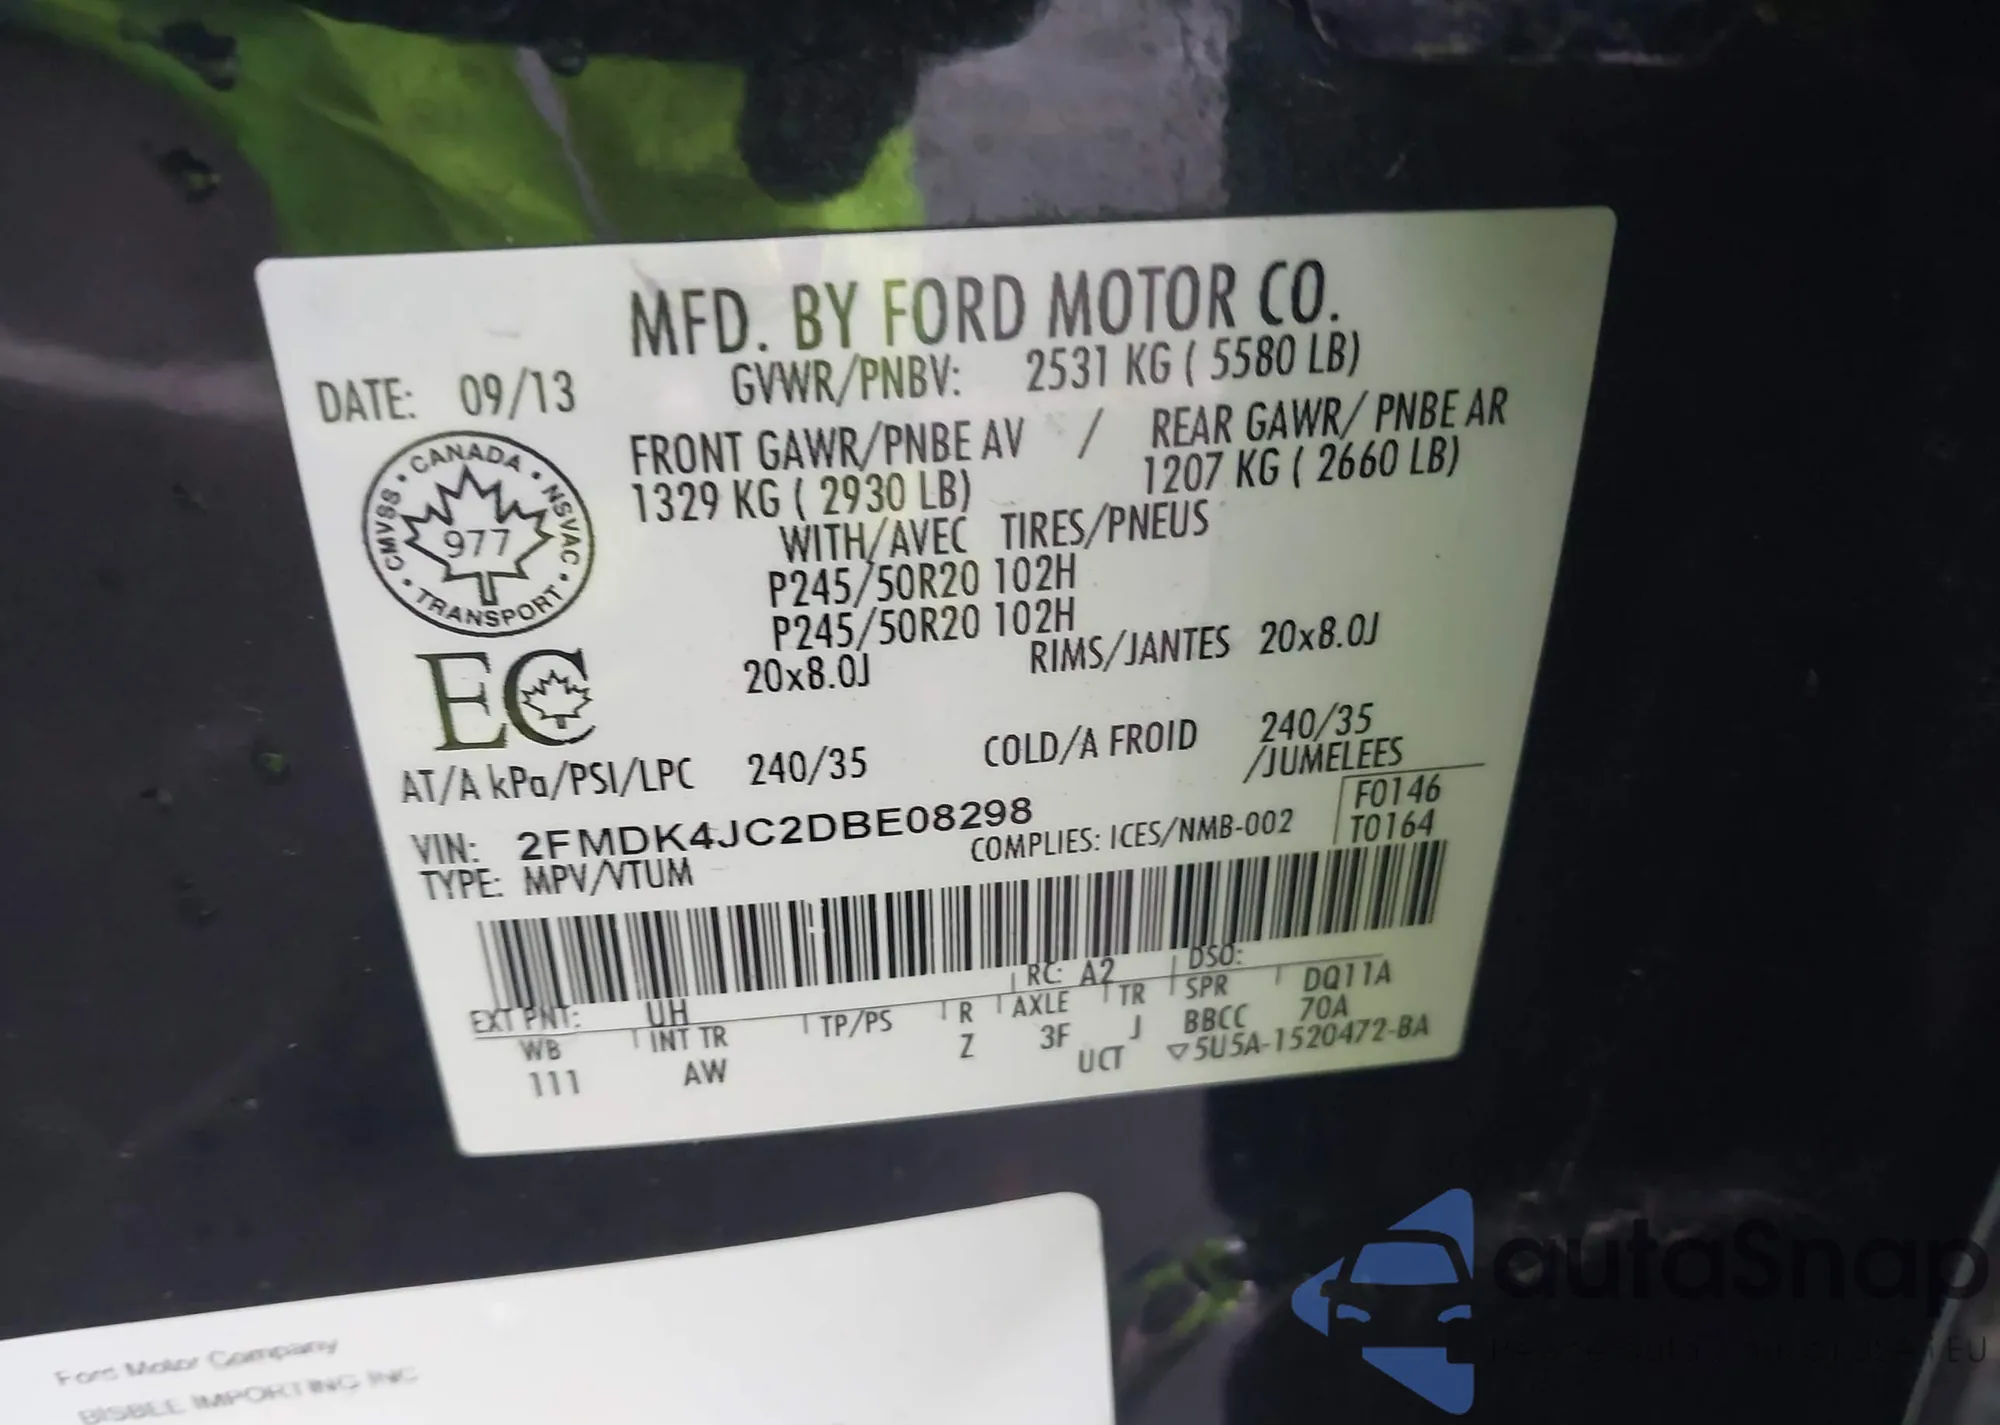 MFD. BY FORD MOTOR CO.
DATE: 09/13
GVWR/PNBV: 2531 KG ( 5580 LB)
FRONT GAWR/PNBE AV / REAR GAWR/ PNBE AR
1329 KG ( 2930 LB) 1207 KG ( 2660 LB)
WITH/AVEC TIRES/PNEUS
P245/50R20 102H
P245/50R20 102H
20x8.0J RIMS/JANTES 20x8.0J
CANADA
CMVSS NSVAC
977
TRANSPORT
EC
AT/A kPa/PSI/LPC 240/35 COLD/A FROID 240/35
/JUMELEES
VIN: 2FMDK4JC2DBE08298
F0146
T0164
TYPE: MPV/VTUM COMPLIES: ICES/NMB-002
EXT PNT: UH RC: A2 DSO:
WB INT TR TP/PS R AXLE TR SPR DQ11A
111 AW Z 3F J BBCC 70A
UCT ▽5U5A-1520472-BA
Ford Motor Company
BISBEE IMPORTING INC
autaSnap
EU